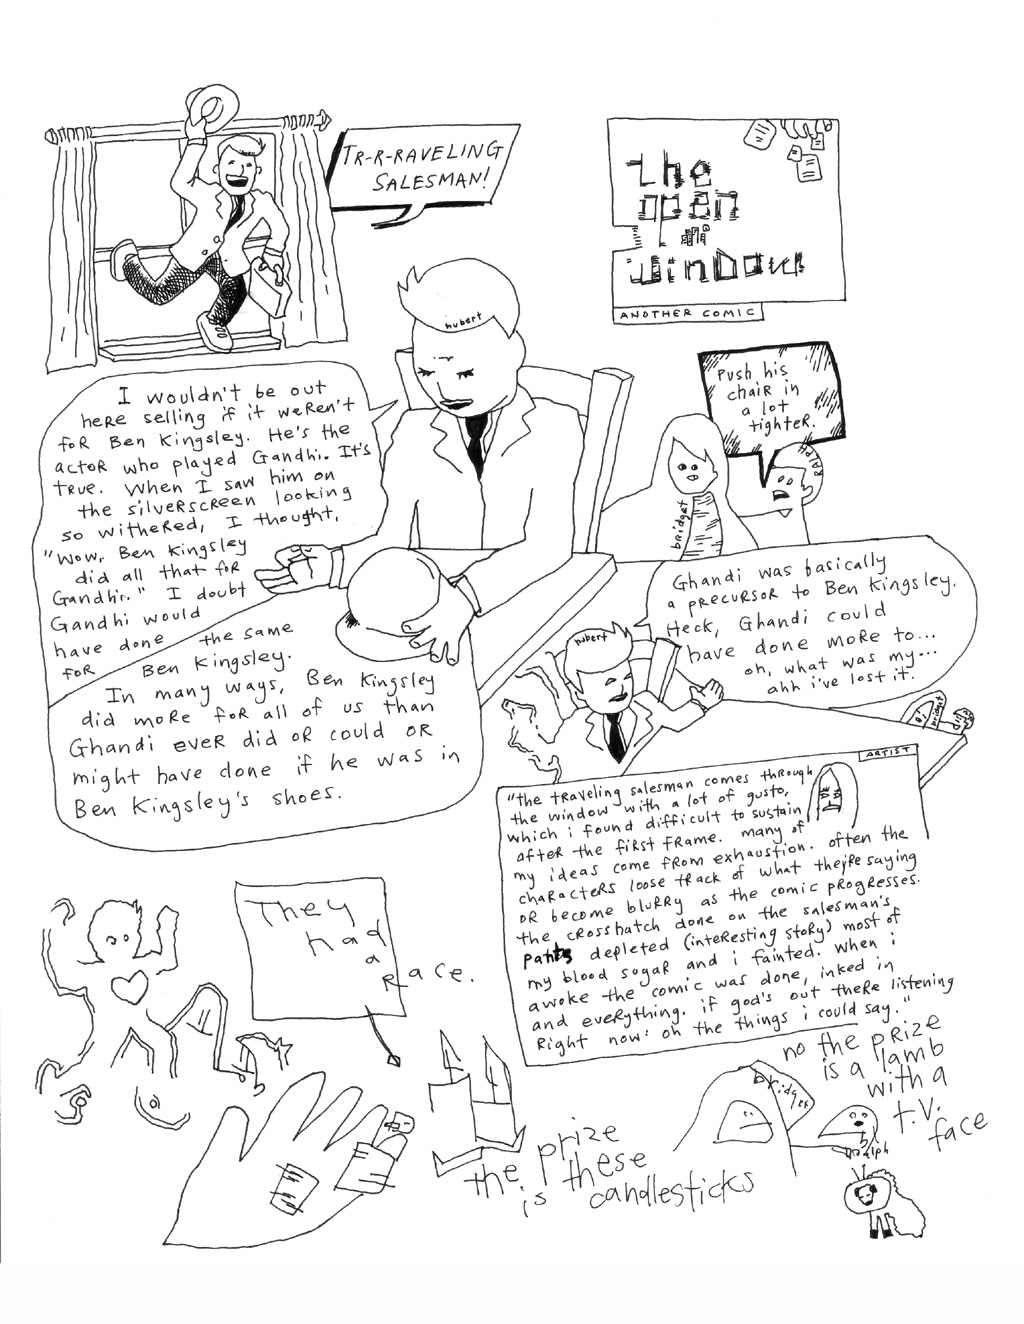 TR-R-RAVELING
SALESMAN!
the
open
window
ANOTHER COMIC
hubert
I wouldn't be out
here selling if it weren't
for Ben Kingsley. He's the
actor who played Gandhi. It's
true. When I saw him on
the silverscreen looking
so withered, I thought,
"Wow, Ben Kingsley
did all that for
Gandhi." I doubt
Gandhi would
have done the same
for Ben Kingsley.
In many ways, Ben Kingsley
did more for all of us than
Ghandi ever did or could or
might have done if he was in
Ben Kingsley's shoes.
Push his
chair in
a lot
tighter.
RALPH
bridget
Ghandi was basically
a precursor to Ben Kingsley.
Heck, Ghandi could
have done more to...
oh, what was my...
ahh i've lost it.
hubert
bridget
ARTIST
"the traveling salesman comes through
the window with a lot of gusto,
which i found difficult to sustain
after the first frame. many of
my ideas come from exhaustion. often the
characters loose track of what they're saying
or become blurry as the comic progresses.
the crosshatch done on the salesman's
pants depleted (interesting story) most of
my blood sugar and i fainted. when i
awoke the comic was done, inked in
and everything. if god's out there listening
right now: oh the things i could say."
They
had
a
Race.
the prize
is these
candlesticks
bridget
no the prize
is a lamb
with a
t.v.
face
Ralph